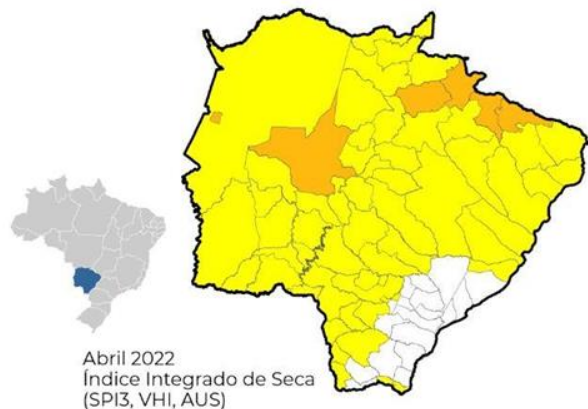 Abril 2022
Índice Integrado de Seca
(SPI3, VHI, AUS)